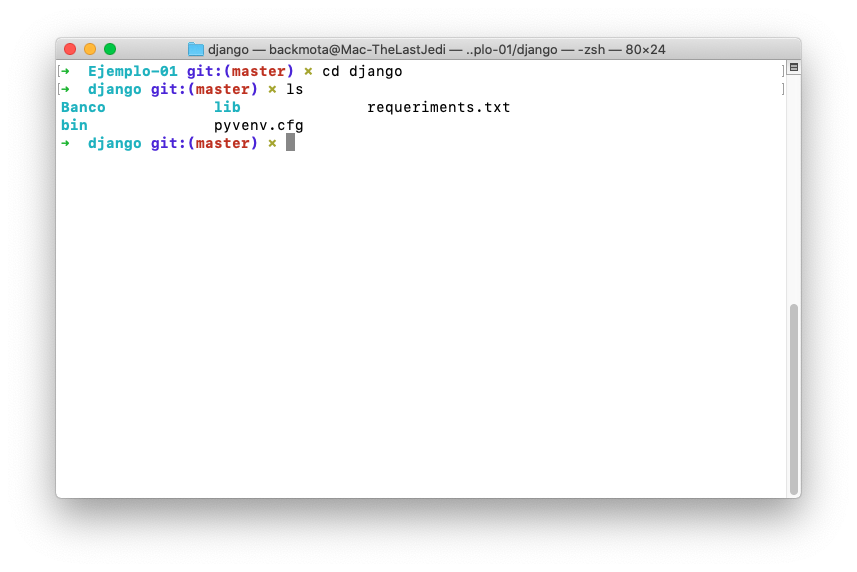 django — backmota@Mac-TheLastJedi — ..plo-01/django — -zsh — 80×24
[➜  Ejemplo-01 git:(master) ✗ cd django ]
[➜  django git:(master) ✗ ls ]
Banco            lib              requeriments.txt
bin              pyvenv.cfg
➜  django git:(master) ✗